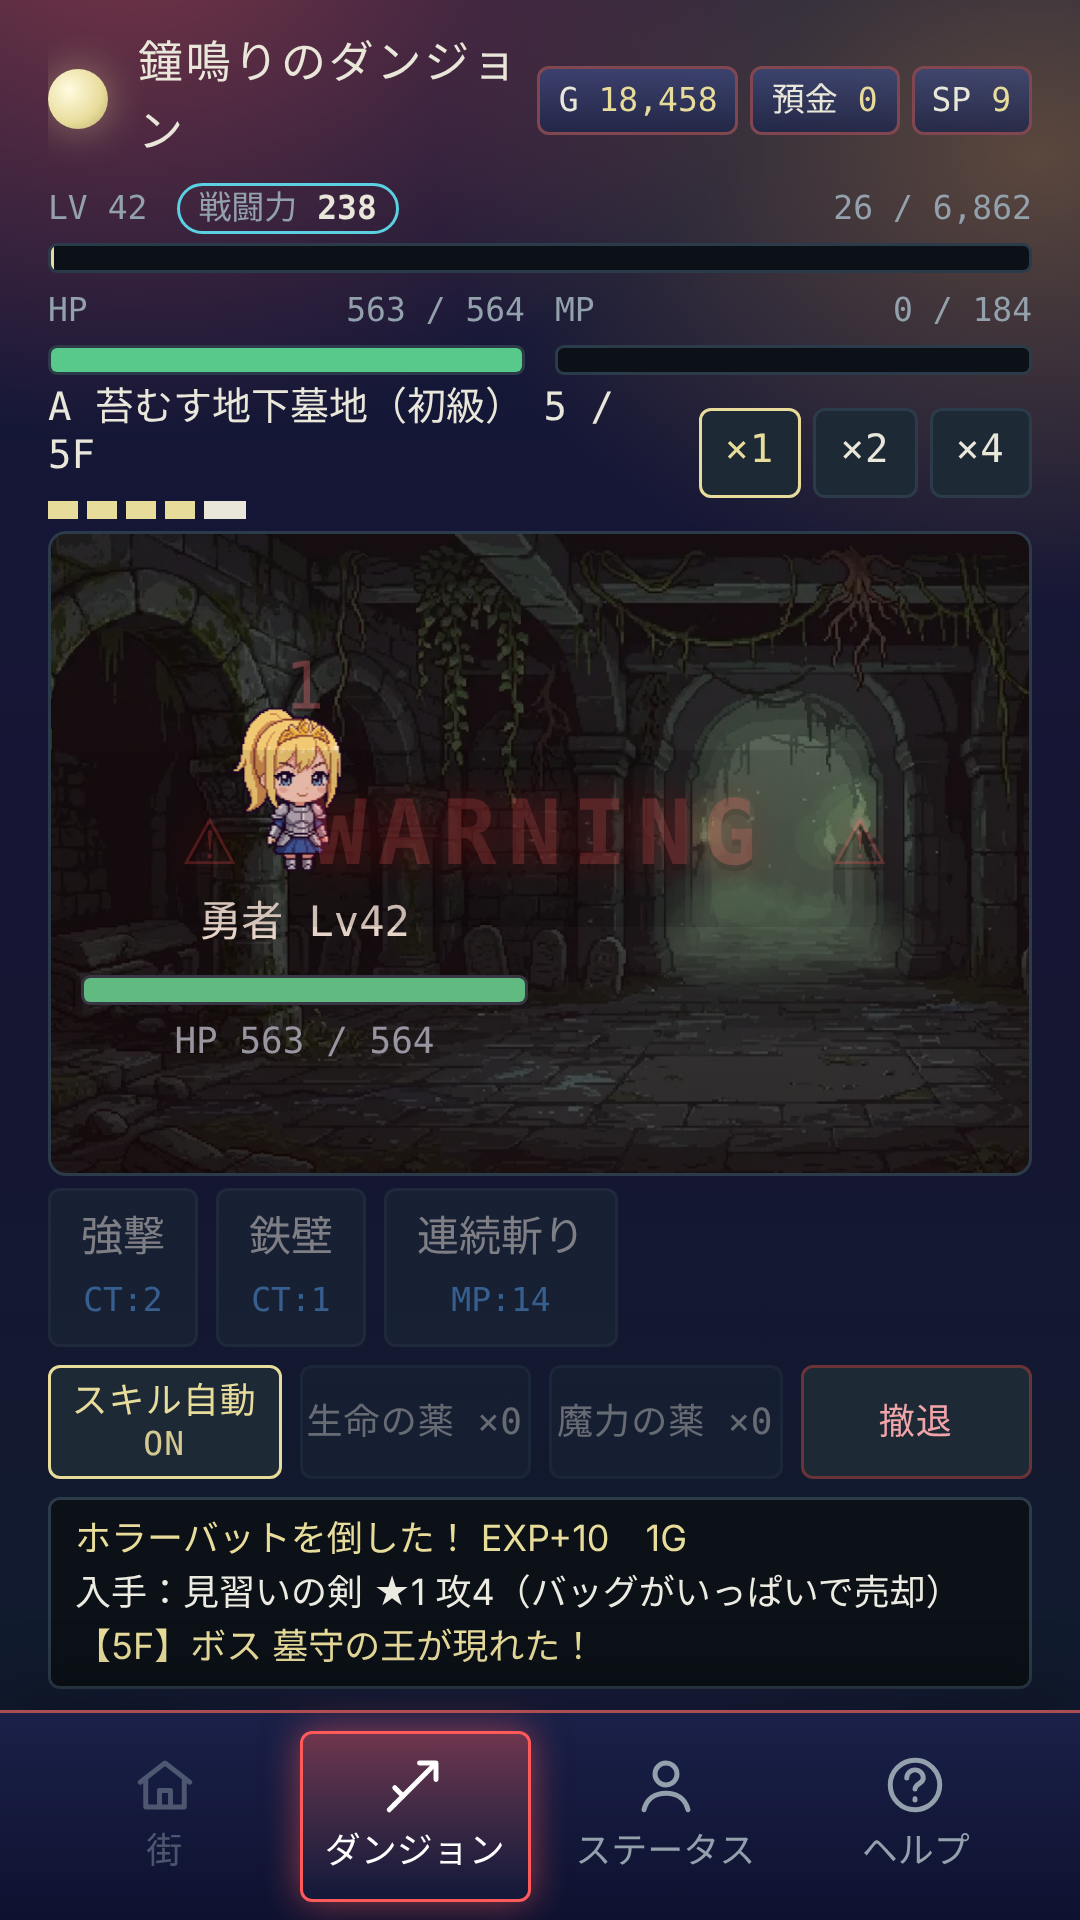 鐘鳴りのダンジョ
ン
G 18,458
預金 0
SP 9
LV 42 戦闘力 238 26 / 6,862
HP 563 / 564 MP 0 / 184
A 苔むす地下墓地（初級） 5 /
5F
×1 ×2 ×4
1
⚠ WARNING ⚠
勇者 Lv42
HP 563 / 564
強撃 鉄壁 連続斬り
CT:2 CT:1 MP:14
スキル自動
ON
生命の薬 ×0
魔力の薬 ×0
撤退
ホラーバットを倒した！ EXP+10 1G
入手：見習いの剣 ★1 攻4（バッグがいっぱいで売却）
【5F】ボス 墓守の王が現れた！
街 ダンジョン ステータス ヘルプ